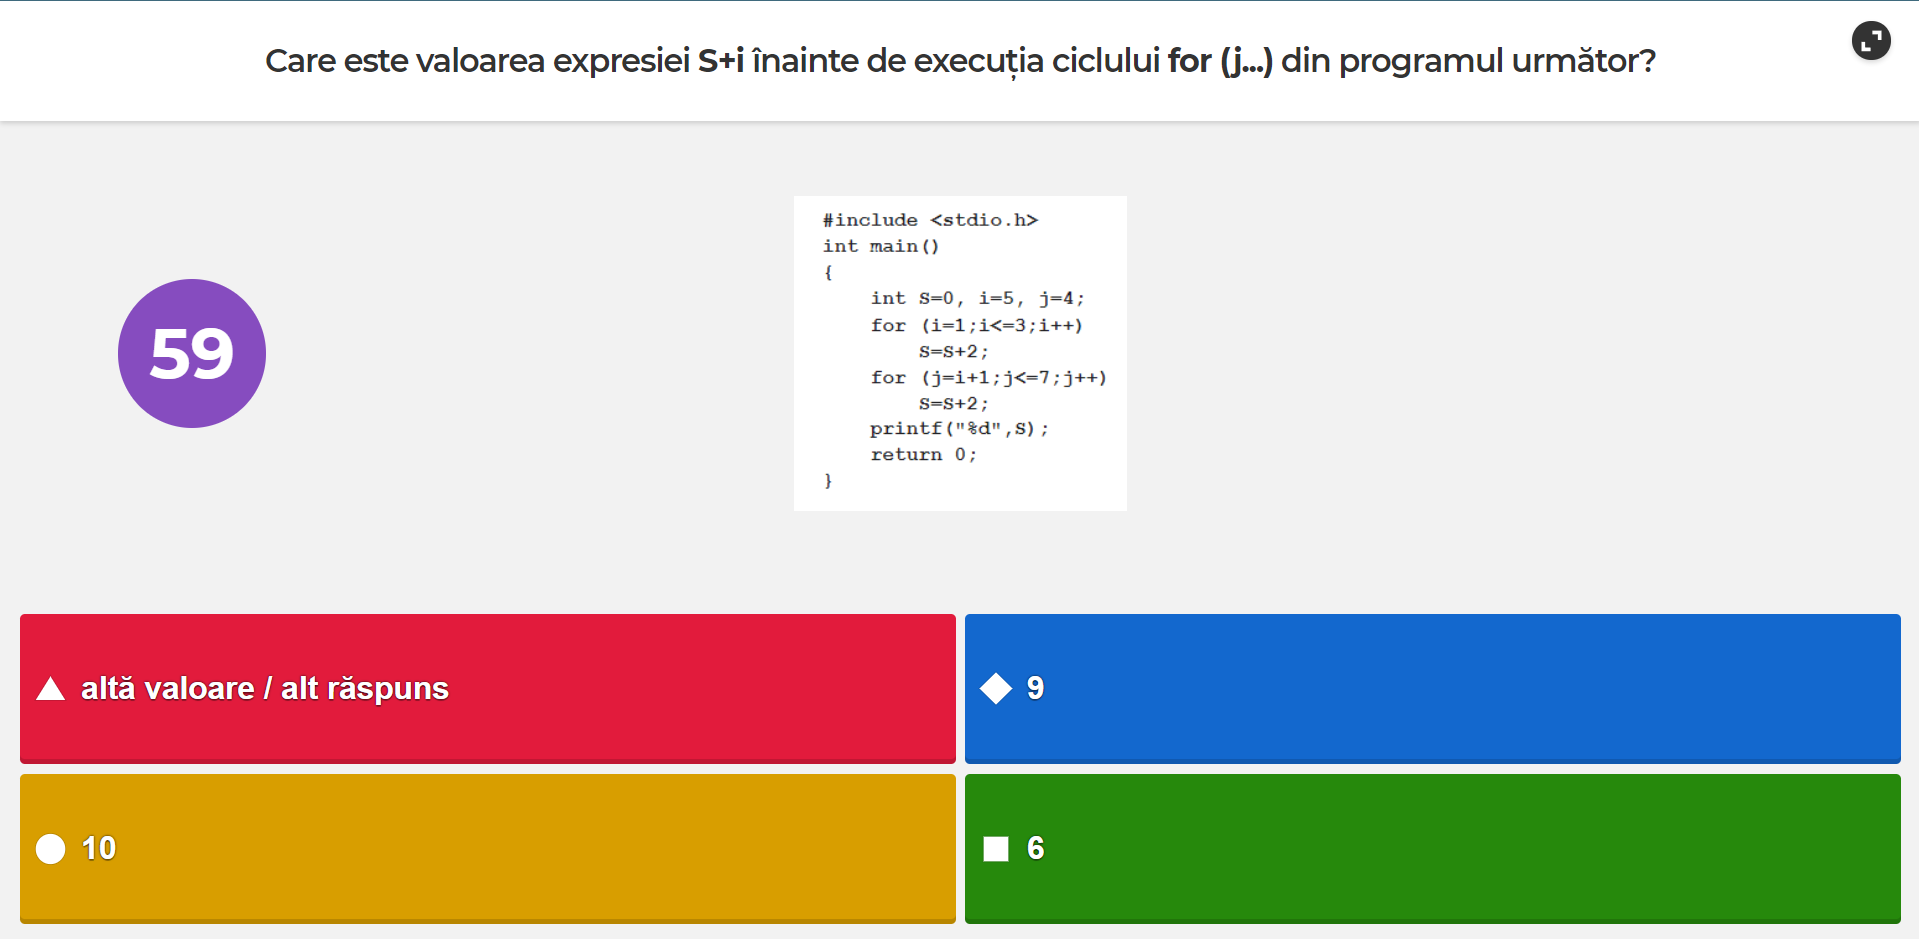 Care este valoarea expresiei S+i înainte de execuția ciclului for (j...) din programul următor?
59
#include <stdio.h>
int main()
{
int S=0, i=5, j=4;
for (i=1;i<=3;i++)
S=S+2;
for (j=i+1;j<=7;j++)
S=S+2;
printf("%d",S);
return 0;
}
altă valoare / alt răspuns
9
10
6